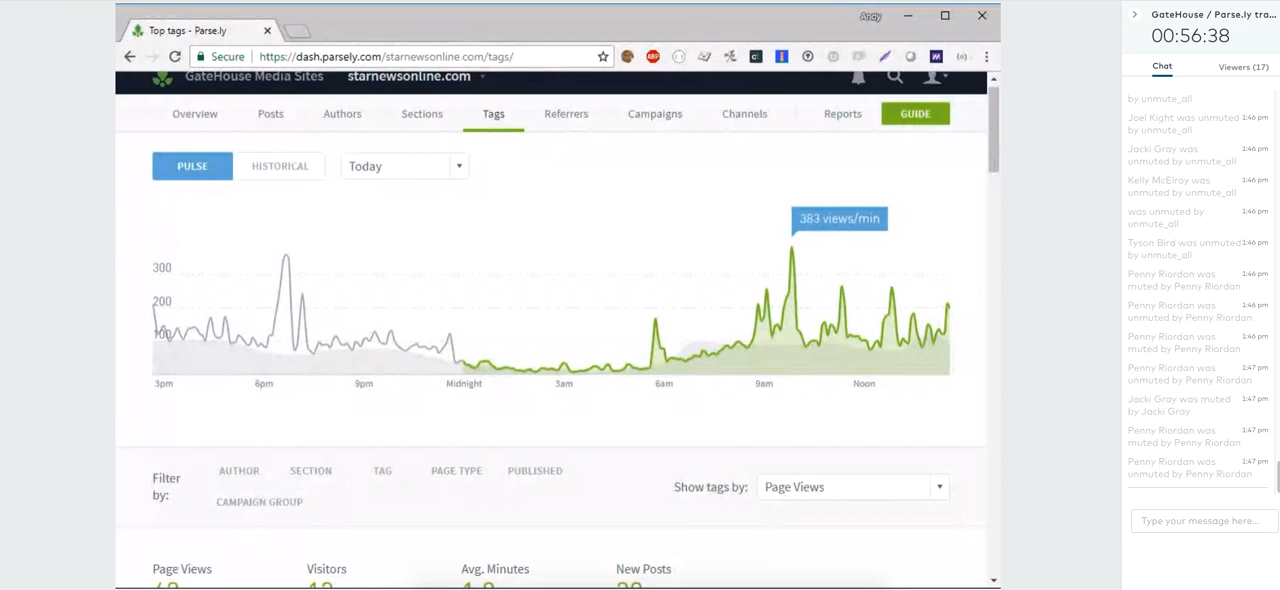 Top tags - Parse.ly
Andy
Secure https://dash.parsely.com/starnewsonline.com/tags/
GateHouse Media Sites starnewsonline.com
Overview Posts Authors Sections Tags Referrers Campaigns Channels Reports GUIDE
PULSE HISTORICAL Today
383 views/min
300
200
100
3pm 6pm 9pm Midnight 3am 6am 9am Noon
Filter by:
AUTHOR SECTION TAG PAGE TYPE PUBLISHED
CAMPAIGN GROUP
Show tags by: Page Views
Page Views Visitors Avg. Minutes New Posts
GateHouse / Parse.ly tra...
00:56:38
Chat Viewers (17)
by unmute_all
Joel Kight was unmuted 1:46 pm
by unmute_all
Jacki Gray was 1:46 pm
unmuted by unmute_all
Kelly McElroy was 1:46 pm
unmuted by unmute_all
was unmuted by 1:46 pm
unmute_all
Tyson Bird was unmuted 1:46 pm
by unmute_all
Penny Riordan was 1:46 pm
muted by Penny Riordan
Penny Riordan was 1:46 pm
unmuted by Penny Riordan
Penny Riordan was 1:46 pm
muted by Penny Riordan
Penny Riordan was 1:47 pm
unmuted by Penny Riordan
Jacki Gray was muted 1:47 pm
by Jacki Gray
Penny Riordan was 1:47 pm
muted by Penny Riordan
Penny Riordan was 1:47 pm
unmuted by Penny Riordan
Type your message here...